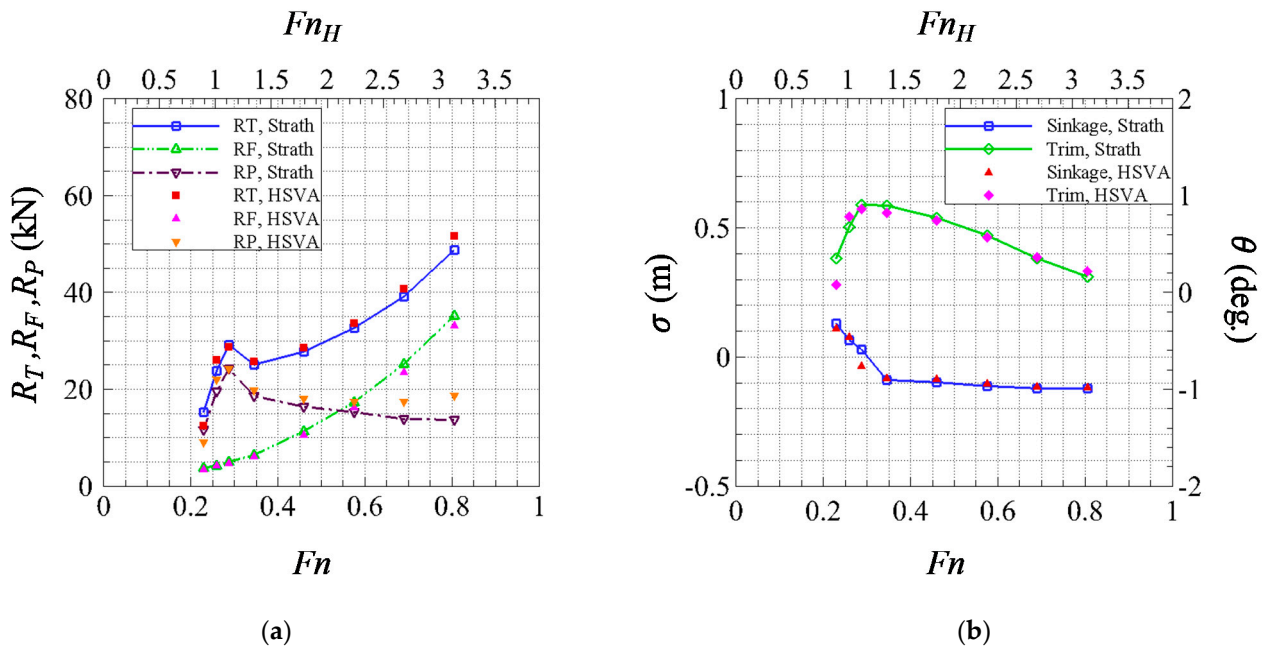 Fn_H
0 0.5 1 1.5 2 2.5 3 3.5
80
60
40
20
0
R_T, R_F, R_P (kN)
RT, Strath
RF, Strath
RP, Strath
RT, HSVA
RF, HSVA
RP, HSVA
0 0.2 0.4 0.6 0.8 1
Fn
(a)
Fn_H
0 0.5 1 1.5 2 2.5 3 3.5
1
0.5
0
-0.5
σ (m)
Sinkage, Strath
Trim, Strath
Sinkage, HSVA
Trim, HSVA
2
1
0
-1
-2
θ (deg.)
0 0.2 0.4 0.6 0.8 1
Fn
(b)